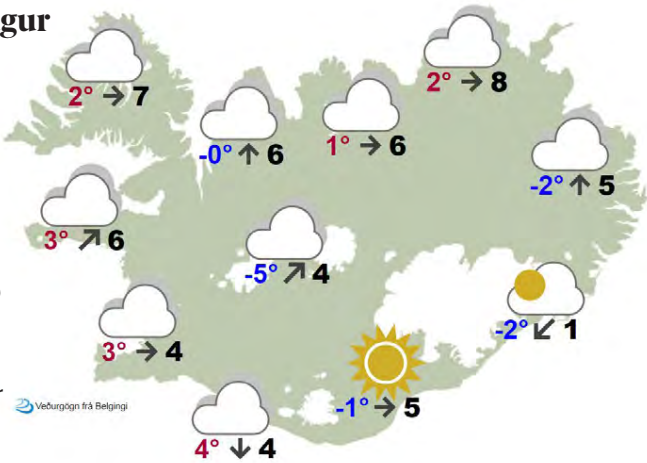 gur
2° → 7
2° → 8
-0° ↑ 6
1° → 6
-2° ↑ 5
3° ↗ 6
-5° ↗ 4
-2° ↙ 1
3° → 4
-1° → 5
Veðurgögn frá Belgingi
4° ↓ 4